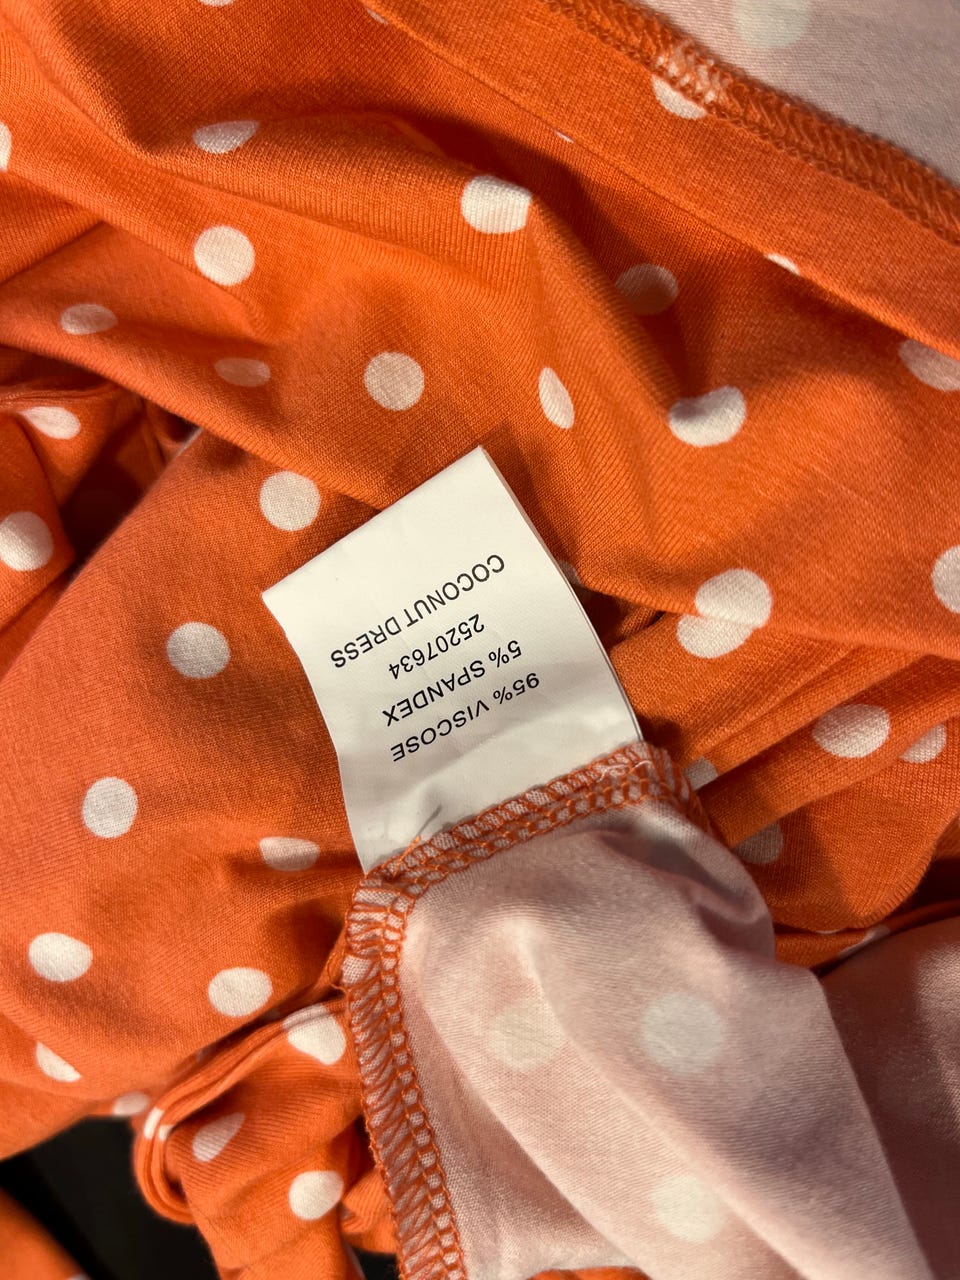 95% VISCOSE
5% SPANDEX
25207634
COCONUT DRESS